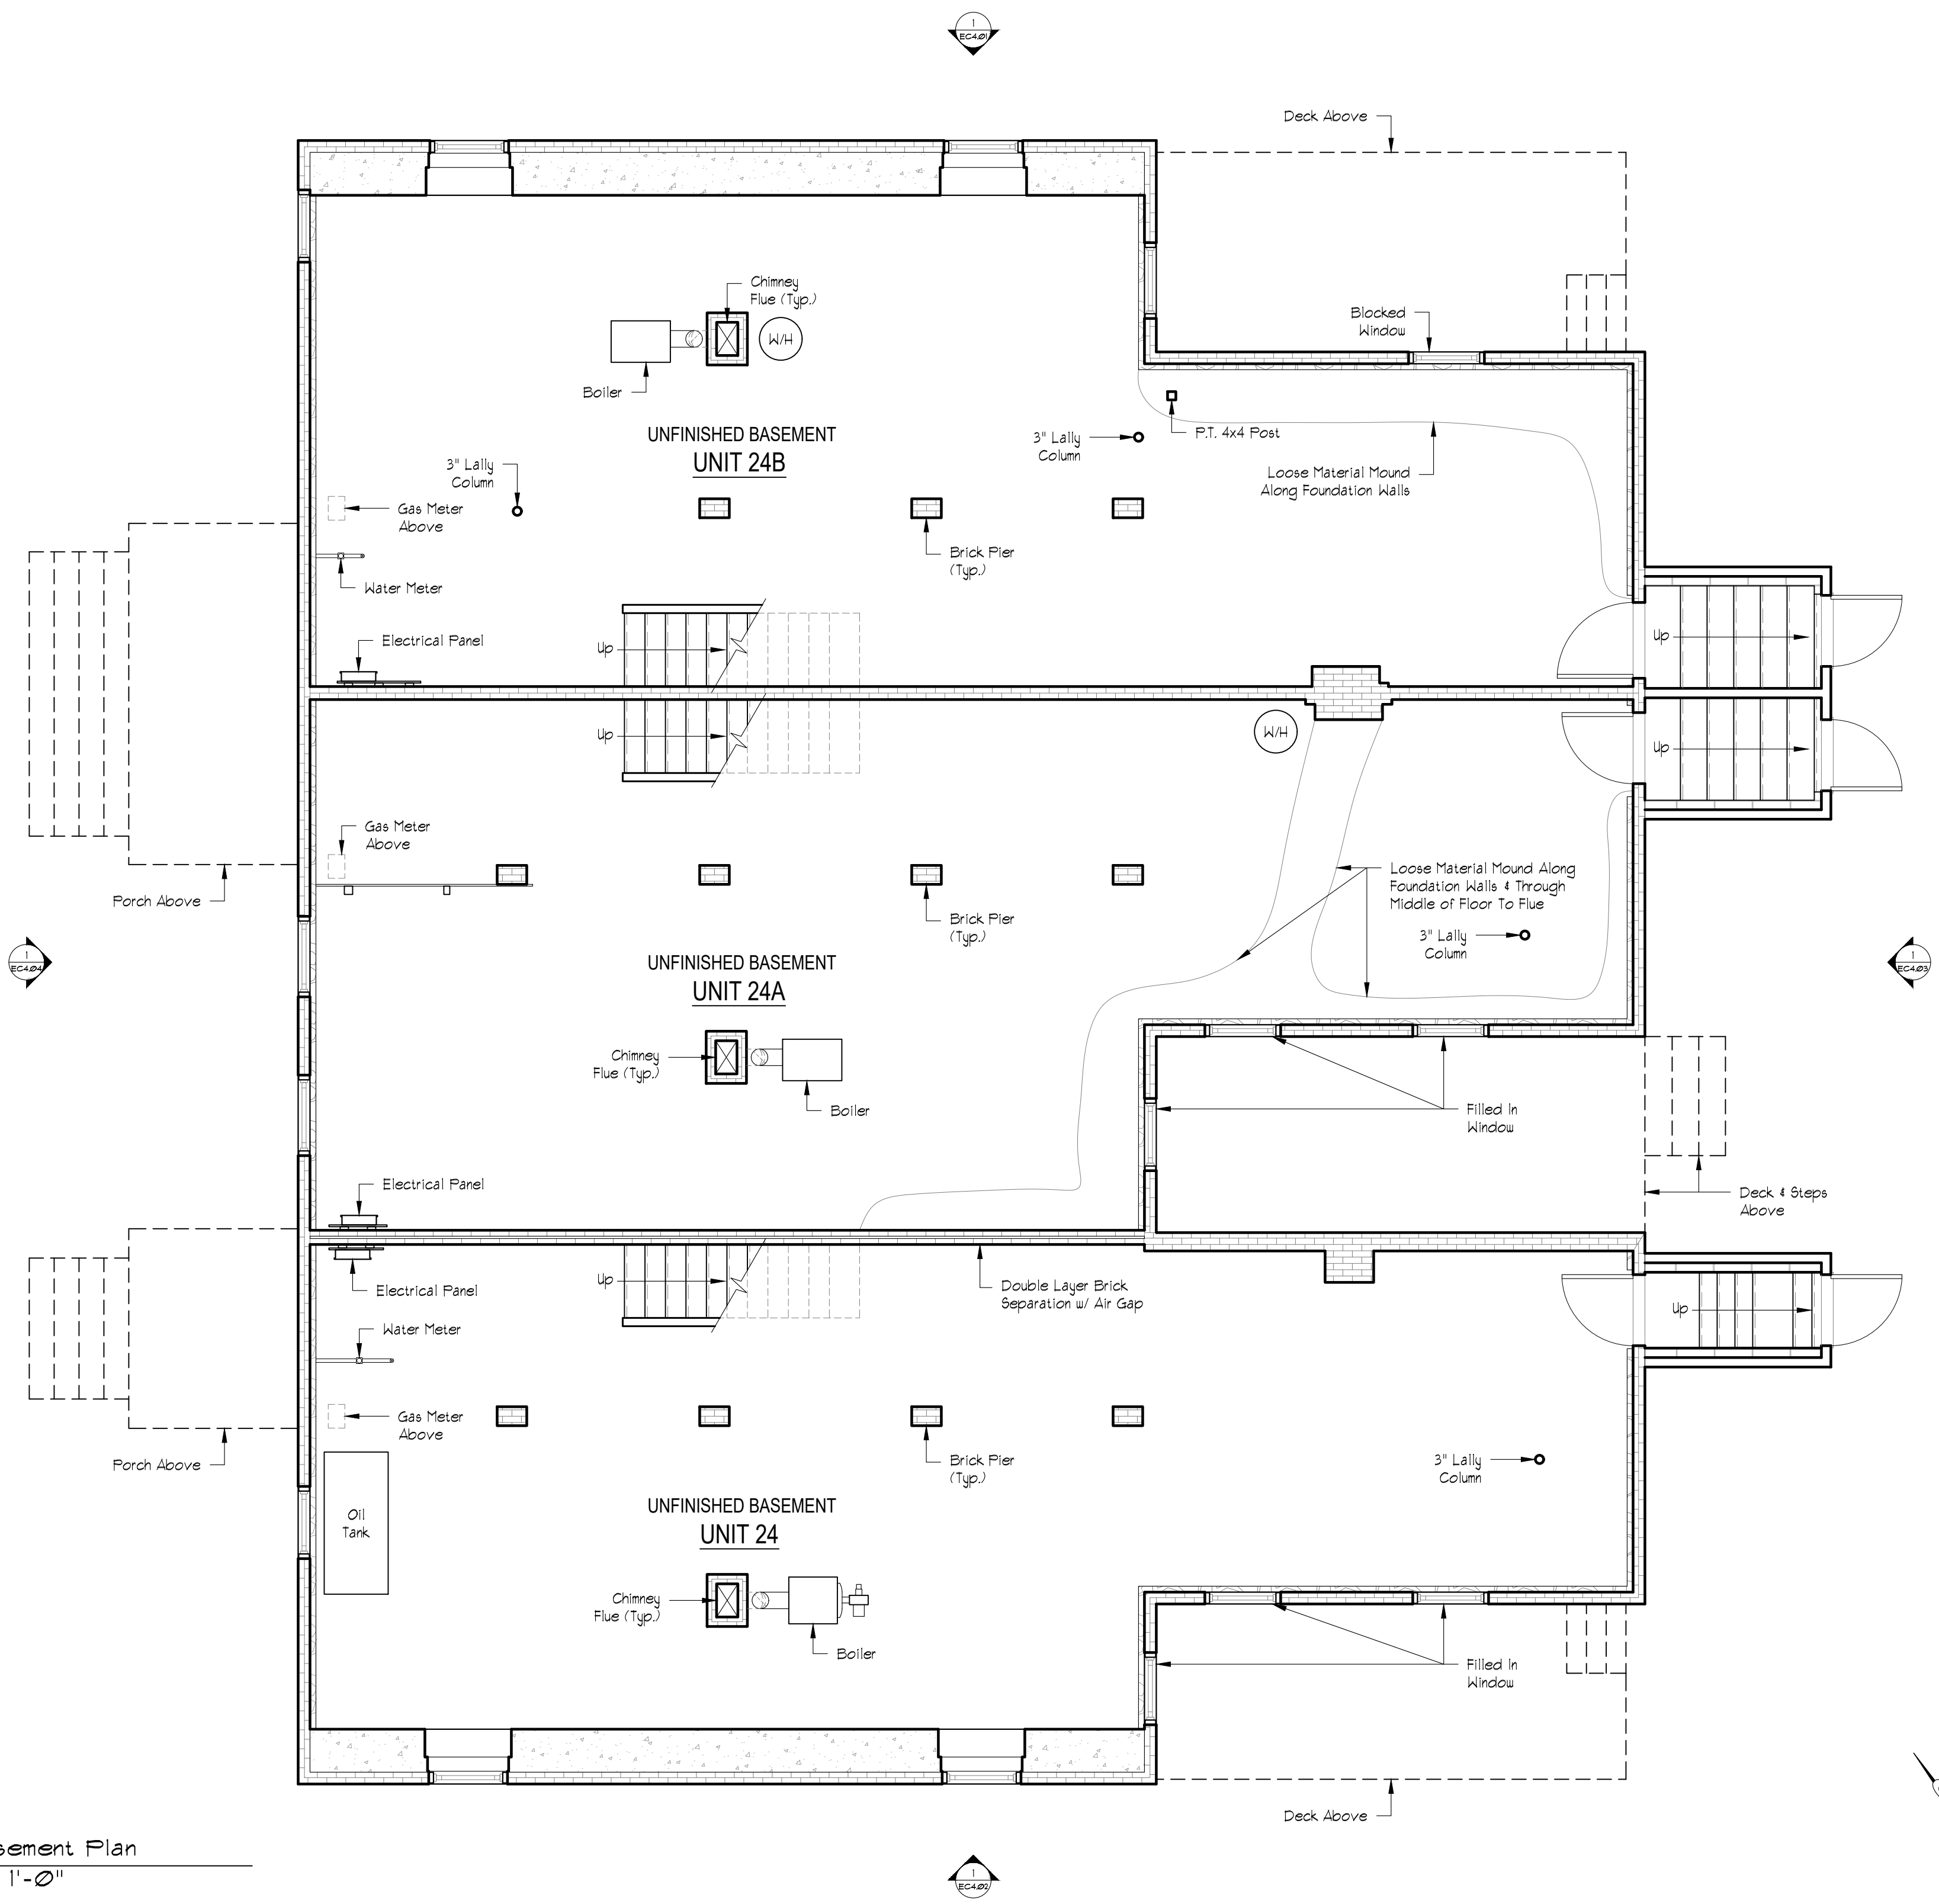 1
EC4.Ø1
Deck Above
Chimney
Flue (Typ.)
W/H
Blocked
Window
Boiler
UNFINISHED BASEMENT
UNIT 24B
3" Lally
Column
P.T. 4x4 Post
3" Lally
Column
Loose Material Mound
Along Foundation Walls
Gas Meter
Above
Brick Pier
(Typ.)
Water Meter
Electrical Panel
Up
Up
Up
W/H
Up
Gas Meter
Above
Porch Above
Loose Material Mound Along
Foundation Walls & Through
Middle of Floor To Flue
Brick Pier
(Typ.)
3" Lally
Column
1
EC4.Ø4
1
EC4.Ø3
UNFINISHED BASEMENT
UNIT 24A
Chimney
Flue (Typ.)
Boiler
Filled In
Window
Electrical Panel
Deck & Steps
Above
Electrical Panel
Up
Double Layer Brick
Separation w/ Air Gap
Up
Water Meter
Gas Meter
Above
Porch Above
Brick Pier
(Typ.)
3" Lally
Column
Oil
Tank
UNFINISHED BASEMENT
UNIT 24
Chimney
Flue (Typ.)
Boiler
Filled In
Window
Deck Above
sement Plan
1'-Ø"
1
EC4.Ø2